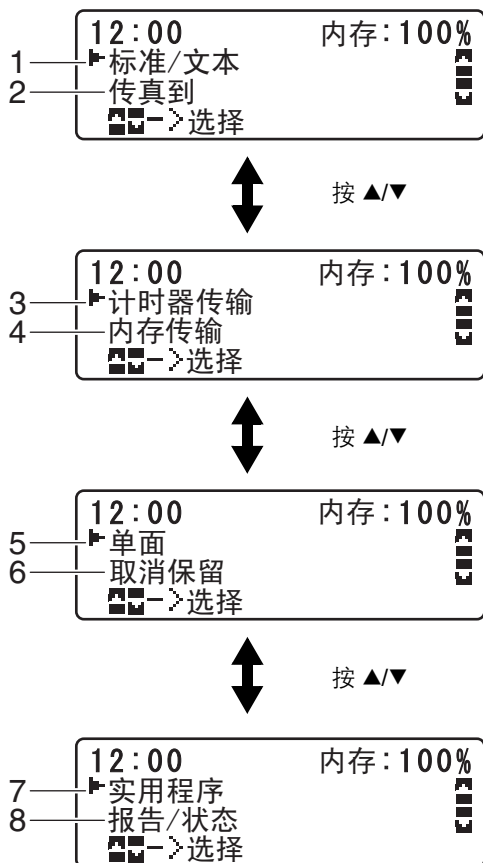 12:00 内存:100%
1 标准/文本
2 传真到
->选择
按 ▲/▼
12:00 内存:100%
3 计时器传输
4 内存传输
->选择
按 ▲/▼
12:00 内存:100%
5 单面
6 取消保留
->选择
按 ▲/▼
12:00 内存:100%
7 实用程序
8 报告/状态
->选择